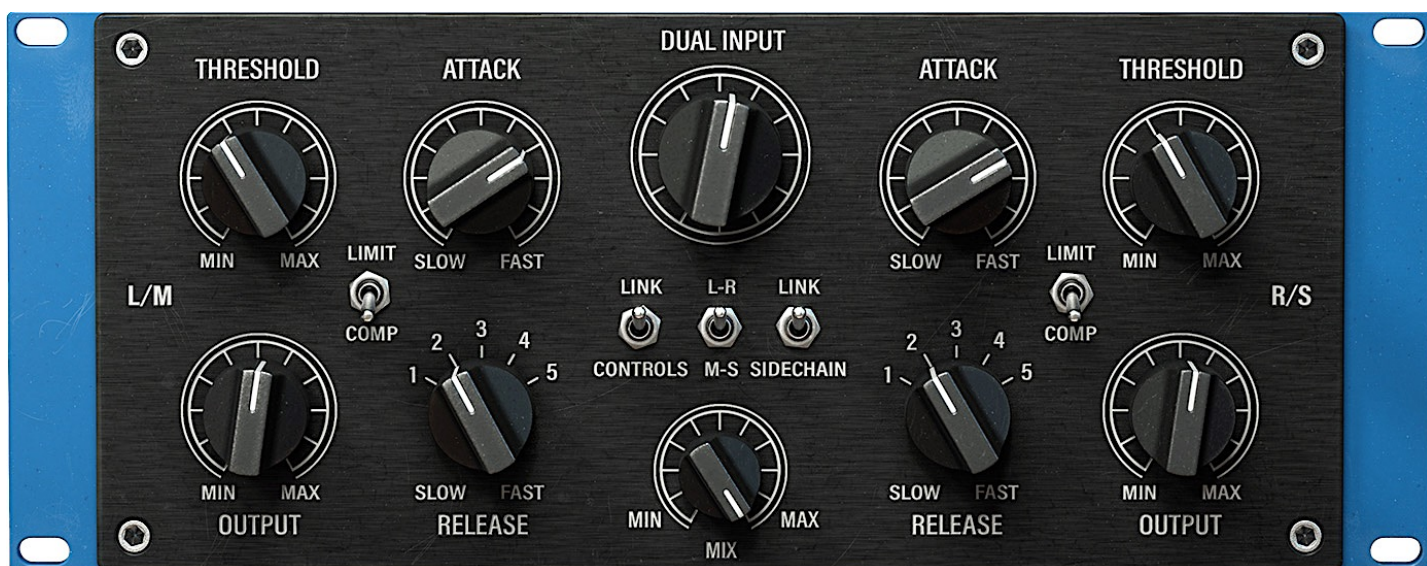 DUAL INPUT
THRESHOLD ATTACK ATTACK THRESHOLD
MIN MAX SLOW FAST SLOW FAST MIN MAX
LIMIT LIMIT
L/M LINK L-R LINK R/S
COMP COMP
CONTROLS M-S SIDECHAIN
1 2 3 4 5 1 2 3 4 5
MIN MAX SLOW FAST SLOW FAST MIN MAX
OUTPUT RELEASE MIN MAX RELEASE OUTPUT
MIX